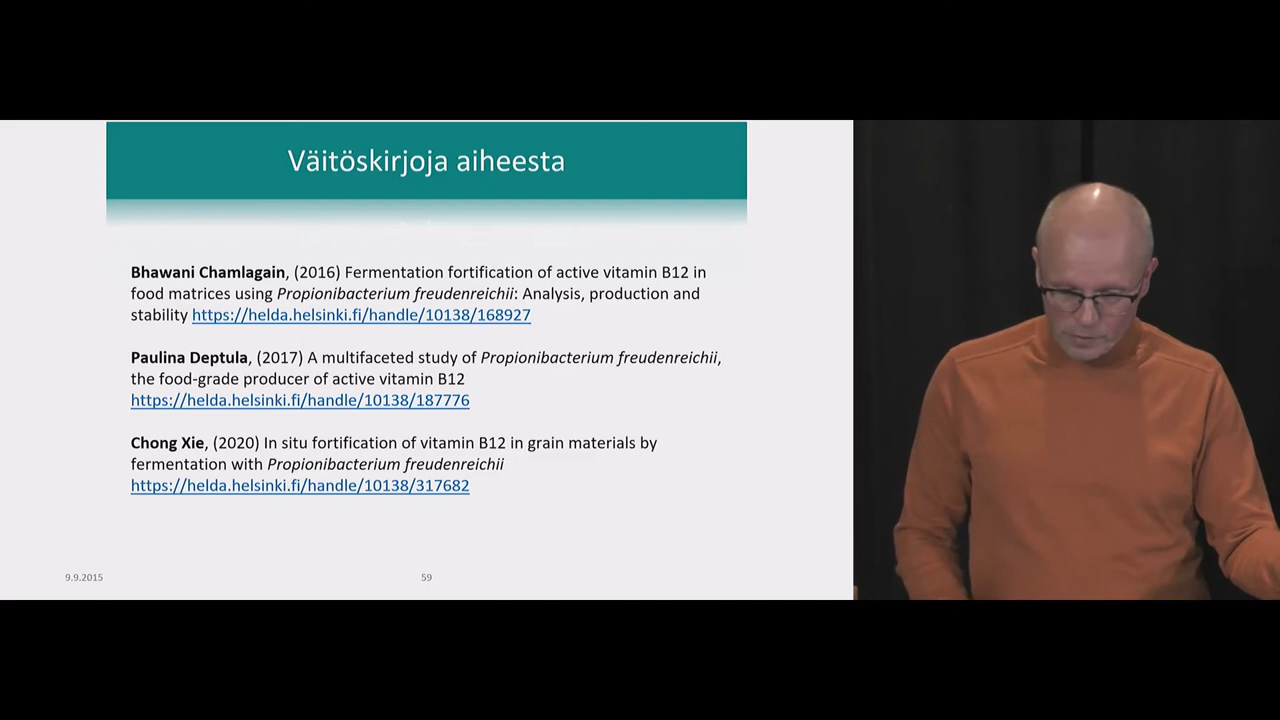 Väitöskirjoja aiheesta
Bhawani Chamlagain, (2016) Fermentation fortification of active vitamin B12 in
food matrices using Propionibacterium freudenreichii: Analysis, production and
stability https://helda.helsinki.fi/handle/10138/168927
Paulina Deptula, (2017) A multifaceted study of Propionibacterium freudenreichii,
the food-grade producer of active vitamin B12
https://helda.helsinki.fi/handle/10138/187776
Chong Xie, (2020) In situ fortification of vitamin B12 in grain materials by
fermentation with Propionibacterium freudenreichii
https://helda.helsinki.fi/handle/10138/317682
9.9.2015
59